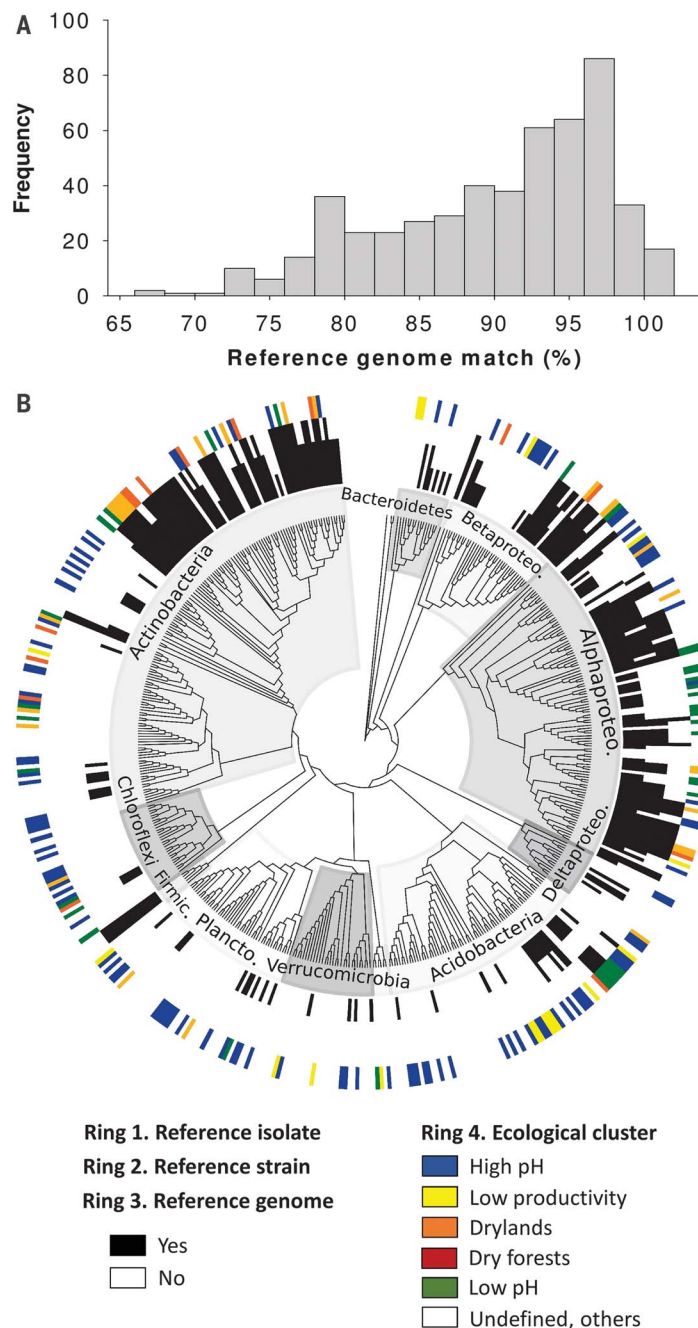 A
100
80
60
40
20
0
Frequency
65 70 75 80 85 90 95 100
Reference genome match (%)
B
Bacteroidetes
Betaproteo.
Alphaproteo.
Deltaproteo.
Acidobacteria
Verrucomicrobia
Plancto.
Firmic.
Chloroflexi
Actinobacteria
Ring 1. Reference isolate
Ring 2. Reference strain
Ring 3. Reference genome
Yes
No
Ring 4. Ecological cluster
High pH
Low productivity
Drylands
Dry forests
Low pH
Undefined, others